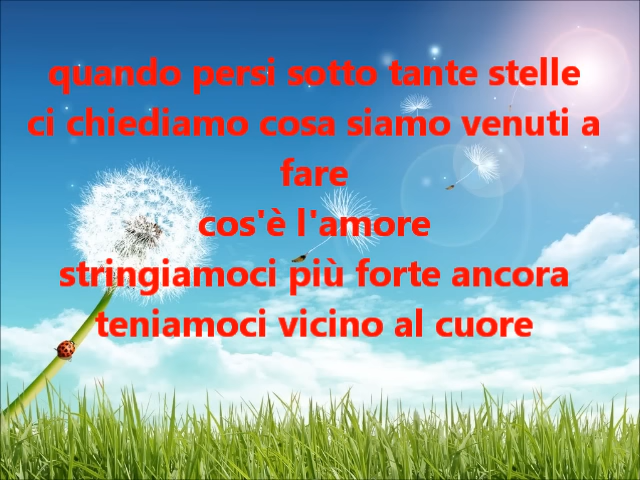 quando persi sotto tante stelle
ci chiediamo cosa siamo venuti a
fare
cos'è l'amore
stringiamoci più forte ancora
teniamoci vicino al cuore